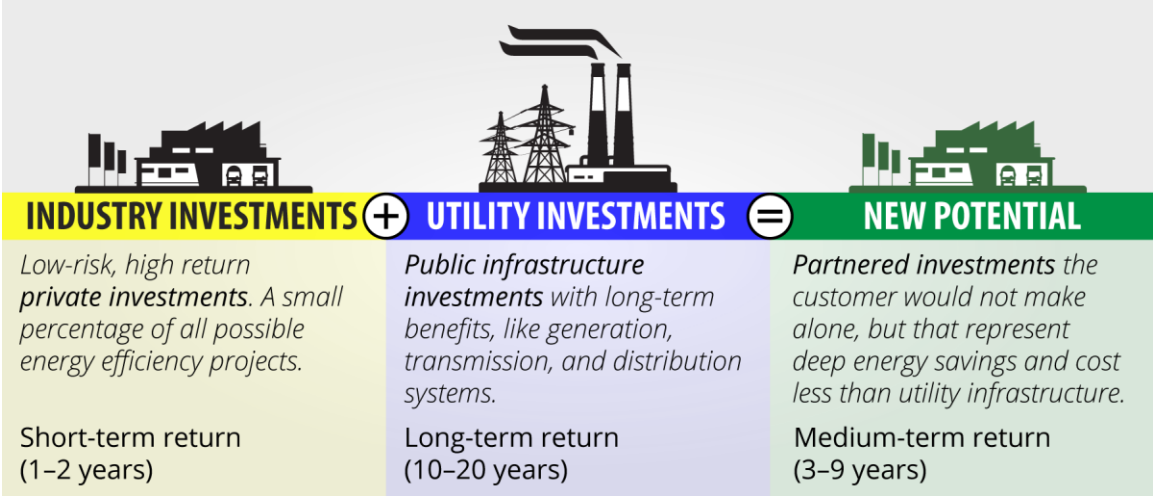 INDUSTRY INVESTMENTS + UTILITY INVESTMENTS = NEW POTENTIAL
Low-risk, high return
private investments. A small
percentage of all possible
energy efficiency projects.
Short-term return
(1–2 years)
Public infrastructure
investments with long-term
benefits, like generation,
transmission, and distribution
systems.
Long-term return
(10–20 years)
Partnered investments the
customer would not make
alone, but that represent
deep energy savings and cost
less than utility infrastructure.
Medium-term return
(3–9 years)